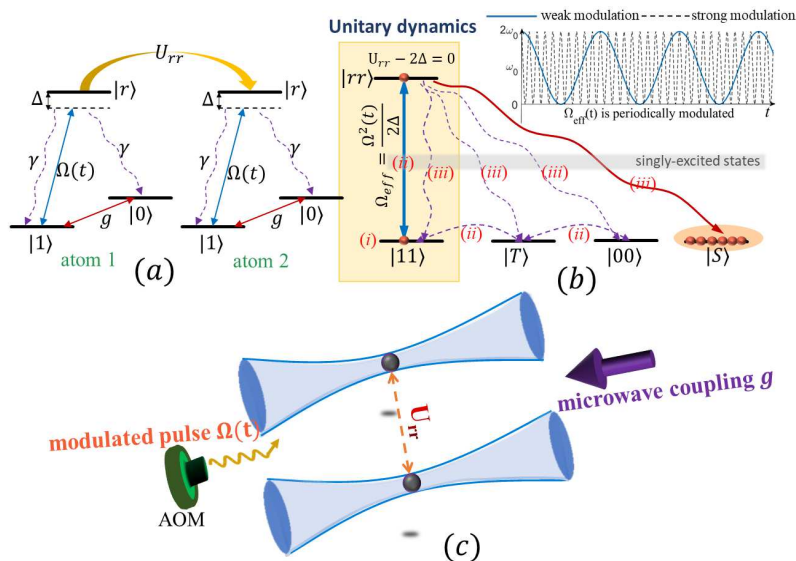 (a)
U_rr
Δ |r⟩ Δ |r⟩
γ Ω(t) γ γ Ω(t) γ
|1⟩ g |0⟩ |1⟩ g |0⟩
atom 1 atom 2
Unitary dynamics
U_rr − 2Δ = 0
|rr⟩
Ω_eff = Ω²(t)/2Δ
(ii) (iii) (iii) (iii) (iii)
singly-excited states
(i) (ii) (ii)
|11⟩ |T⟩ |00⟩ |S⟩
(b)
weak modulation strong modulation
2ω₀
ω₀
0
t
Ω_eff(t) is periodically modulated
modulated pulse Ω(t)
AOM
U_rr
microwave coupling g
(c)